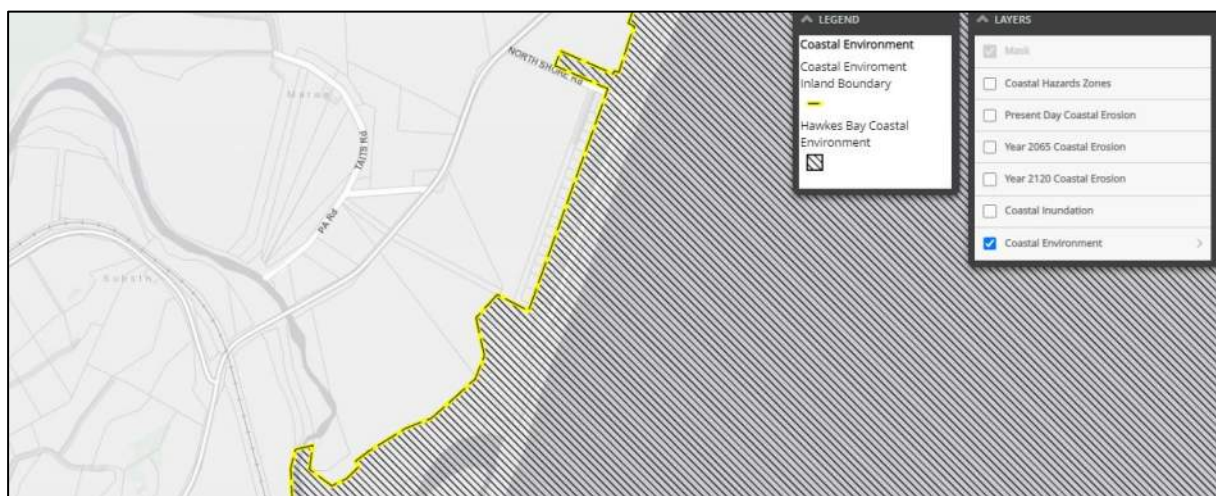 LEGEND
Coastal Environment
Coastal Enviroment
Inland Boundary
Hawkes Bay Coastal
Environment
LAYERS
Mask
Coastal Hazards Zones
Present Day Coastal Erosion
Year 2065 Coastal Erosion
Year 2120 Coastal Erosion
Coastal Inundation
Coastal Environment
NORTH SHORE Rd
TAITS Rd
PA Rd